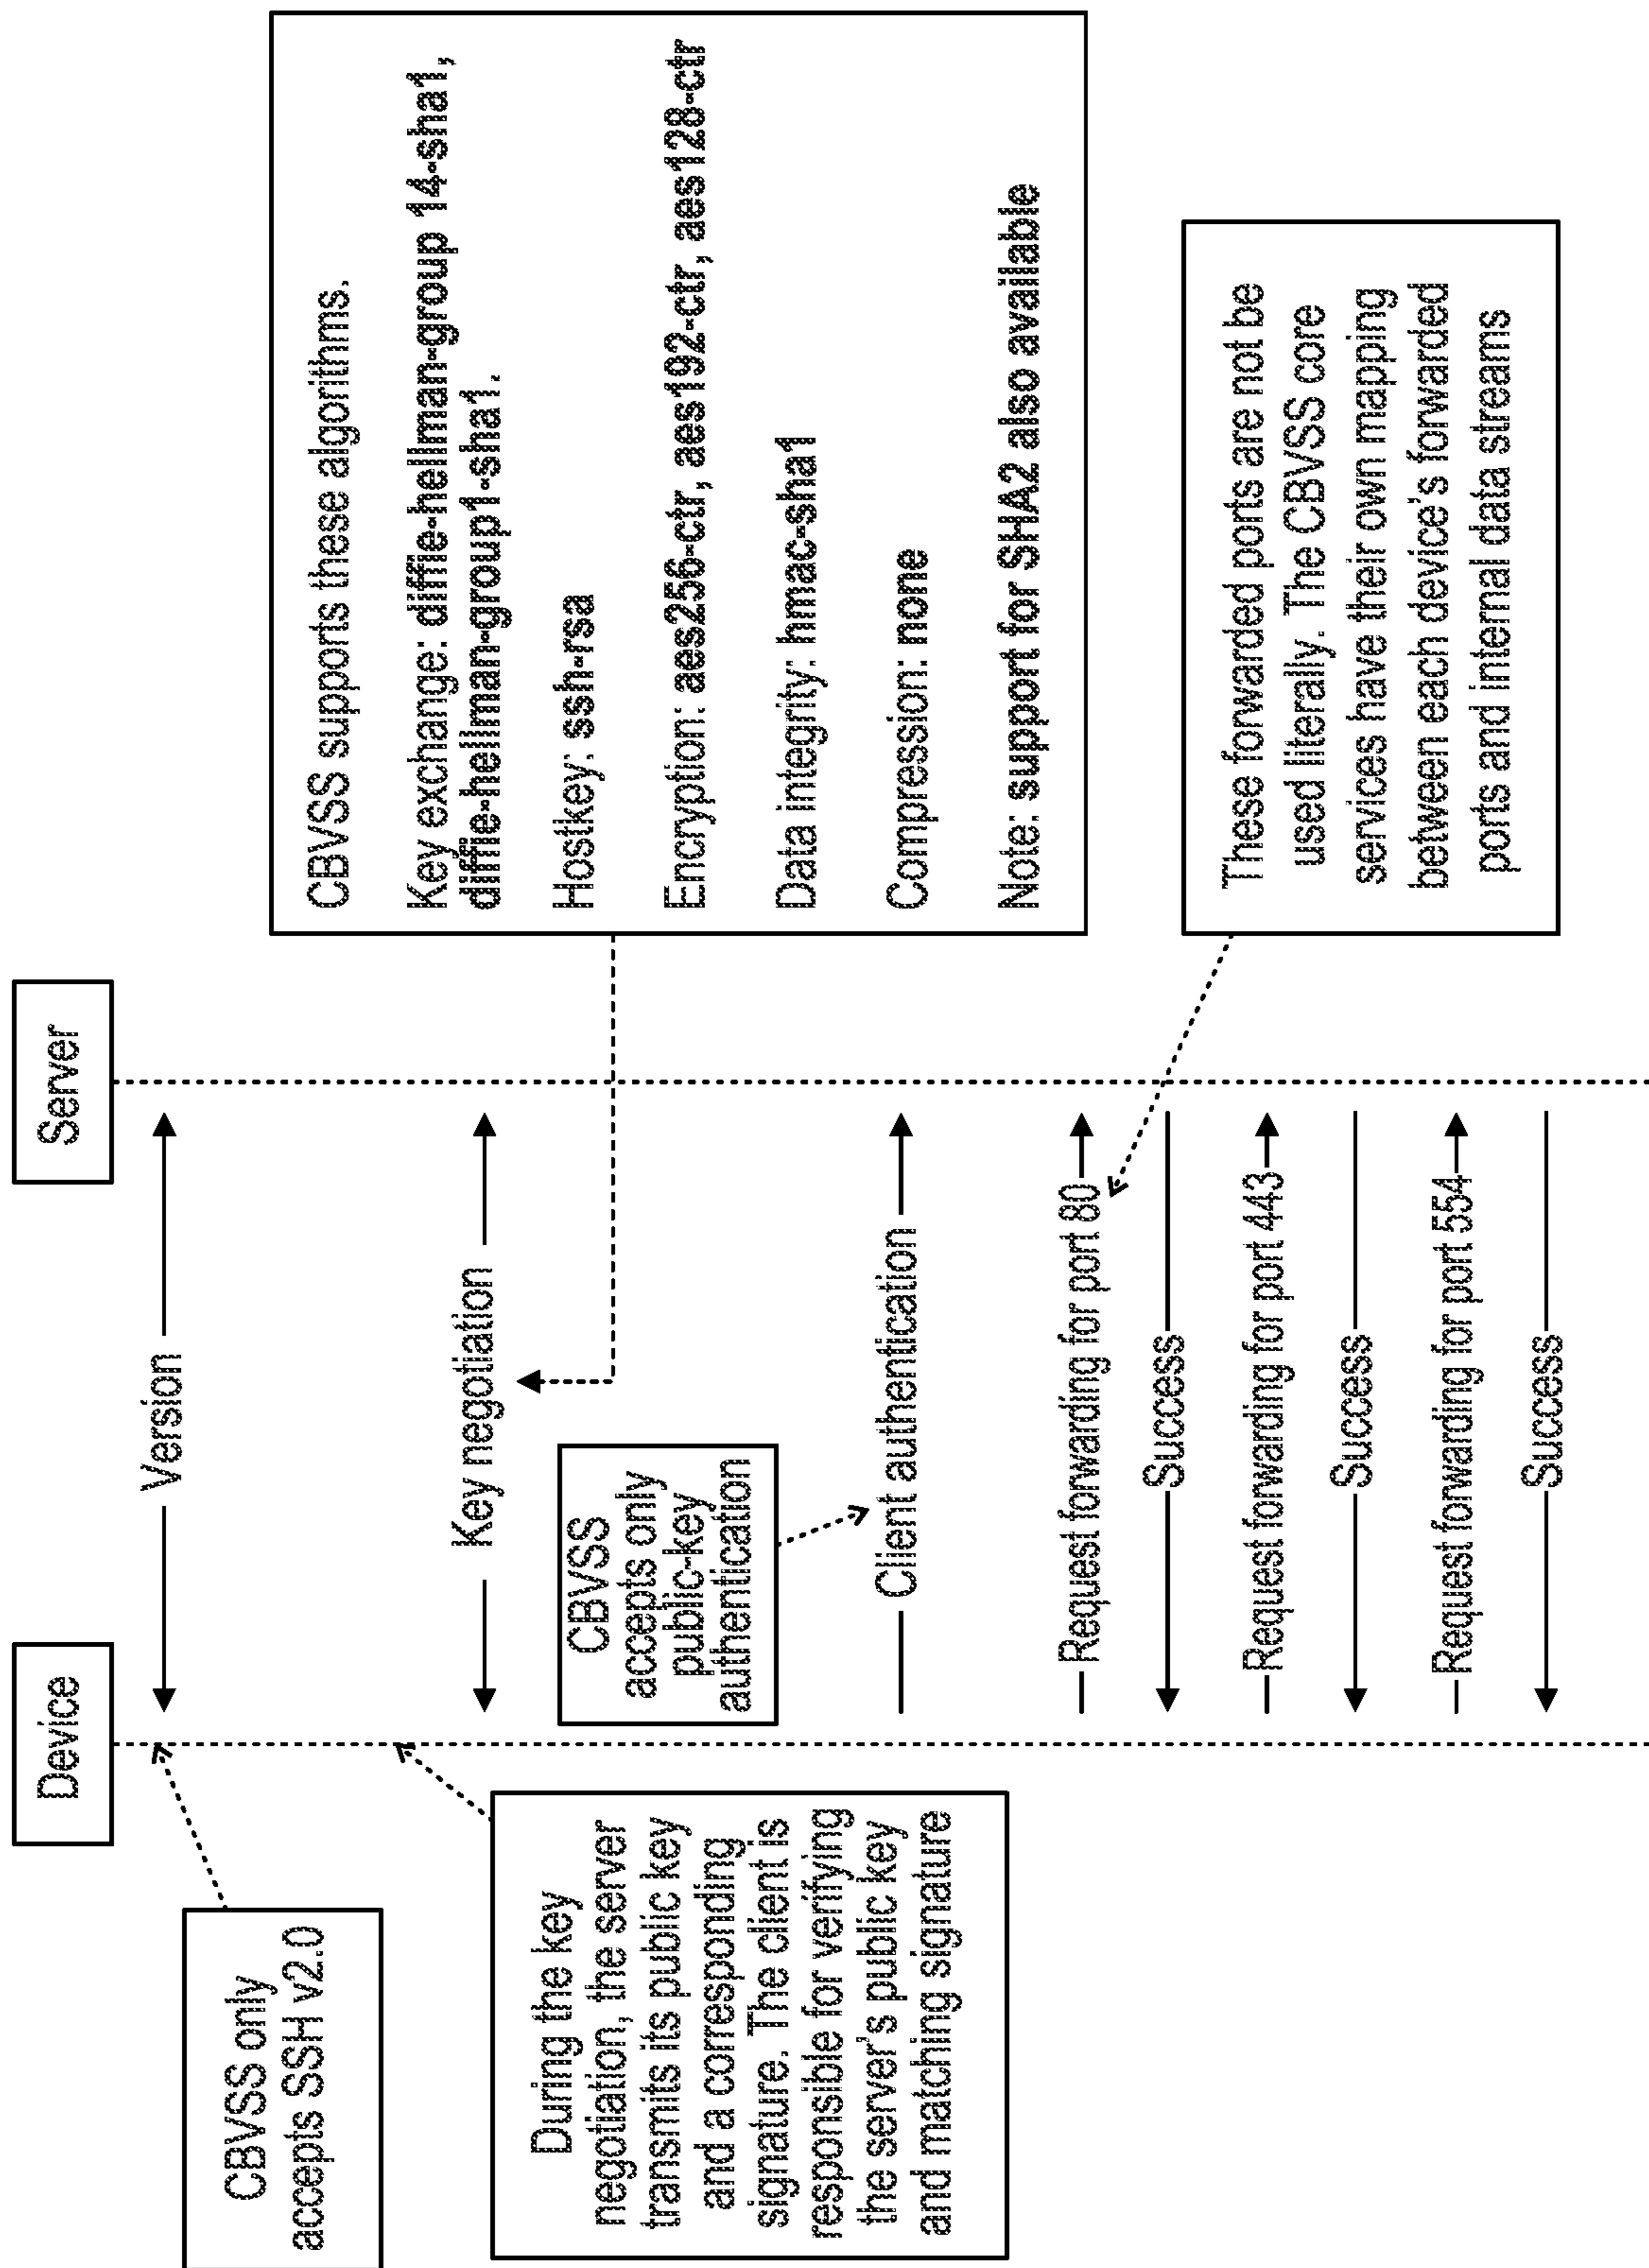 Device
Server
CBVSS only
accepts SSH v2.0
Version
During the key
negotiation, the server
transmits its public key
and a corresponding
signature. The client is
responsible for verifying
the server's public key
and matching signature
Key negotiation
CBVSS supports these algorithms.
Key exchange: diffie-hellman-group 14-sha1,
diffie-hellman-group1-sha1.
Hostkey: ssh-rsa
Encryption: aes256-ctr, aes192-ctr, aes128-ctr
Data integrity: hmac-sha1
Compression: none
Note: support for SHA2 also available
CBVSS
accepts only
public-key
authentication
Client authentication
Request forwarding for port 80
Success
These forwarded ports are not be
used literally. The CBVSS core
services have their own mapping
between each device's forwarded
ports and internal data streams
Request forwarding for port 443
Success
Request forwarding for port 554
Success